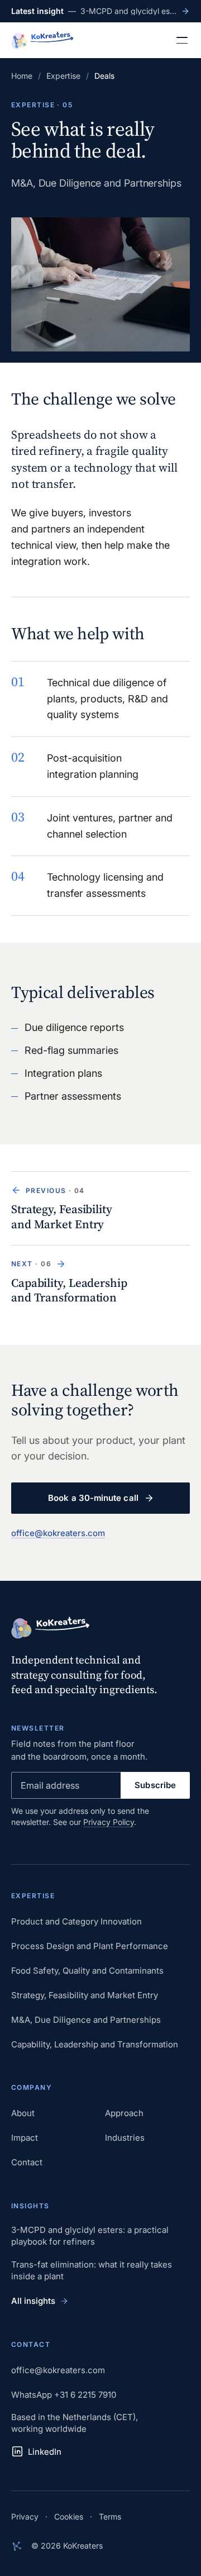 Latest insight — 3-MCPD and glycidyl es... →
KoKreaters
Home / Expertise / Deals
EXPERTISE · 05
See what is really
behind the deal.
M&A, Due Diligence and Partnerships
The challenge we solve
Spreadsheets do not show a
tired refinery, a fragile quality
system or a technology that will
not transfer.
We give buyers, investors
and partners an independent
technical view, then help make the
integration work.
What we help with
01 Technical due diligence of
plants, products, R&D and
quality systems
02 Post-acquisition
integration planning
03 Joint ventures, partner and
channel selection
04 Technology licensing and
transfer assessments
Typical deliverables
— Due diligence reports
— Red-flag summaries
— Integration plans
— Partner assessments
← PREVIOUS · 04
Strategy, Feasibility
and Market Entry
NEXT · 06 →
Capability, Leadership
and Transformation
Have a challenge worth
solving together?
Tell us about your product, your plant
or your decision.
Book a 30-minute call →
office@kokreaters.com
KoKreaters
Independent technical and
strategy consulting for food,
feed and specialty ingredients.
NEWSLETTER
Field notes from the plant floor
and the boardroom, once a month.
Email address Subscribe
We use your address only to send the
newsletter. See our Privacy Policy.
EXPERTISE
Product and Category Innovation
Process Design and Plant Performance
Food Safety, Quality and Contaminants
Strategy, Feasibility and Market Entry
M&A, Due Diligence and Partnerships
Capability, Leadership and Transformation
COMPANY
About Approach
Impact Industries
Contact
INSIGHTS
3-MCPD and glycidyl esters: a practical
playbook for refiners
Trans-fat elimination: what it really takes
inside a plant
All insights →
CONTACT
office@kokreaters.com
WhatsApp +31 6 2215 7910
Based in the Netherlands (CET),
working worldwide
LinkedIn
Privacy · Cookies · Terms
© 2026 KoKreaters